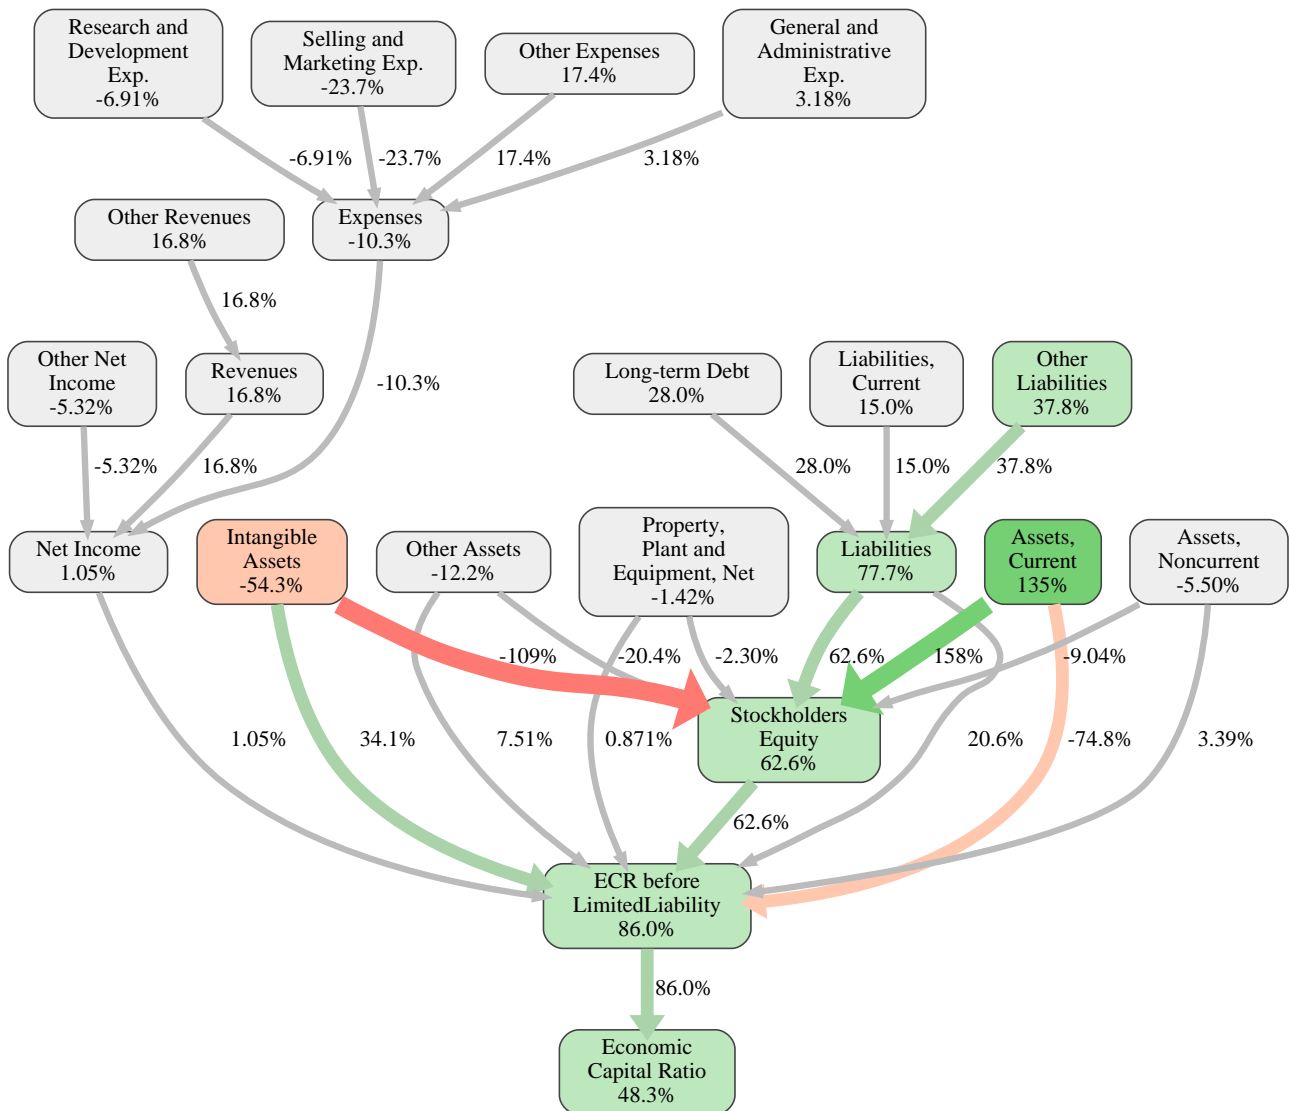 Research and
Development
Exp.
-6.91%
Selling and
Marketing Exp.
-23.7%
Other Expenses
17.4%
General and
Administrative
Exp.
3.18%
-6.91%
-23.7%
17.4%
3.18%
Other Revenues
16.8%
Expenses
-10.3%
16.8%
Other Net
Income
-5.32%
Revenues
16.8%
-10.3%
Long-term Debt
28.0%
Liabilities,
Current
15.0%
Other
Liabilities
37.8%
-5.32%
16.8%
28.0%
15.0%
37.8%
Net Income
1.05%
Intangible
Assets
-54.3%
Other Assets
-12.2%
Property,
Plant and
Equipment, Net
-1.42%
Liabilities
77.7%
Assets,
Current
135%
Assets,
Noncurrent
-5.50%
-109%
-20.4%
-2.30%
62.6%
158%
-9.04%
Stockholders
Equity
62.6%
1.05%
34.1%
7.51%
0.871%
20.6%
-74.8%
3.39%
62.6%
ECR before
LimitedLiability
86.0%
86.0%
Economic
Capital Ratio
48.3%